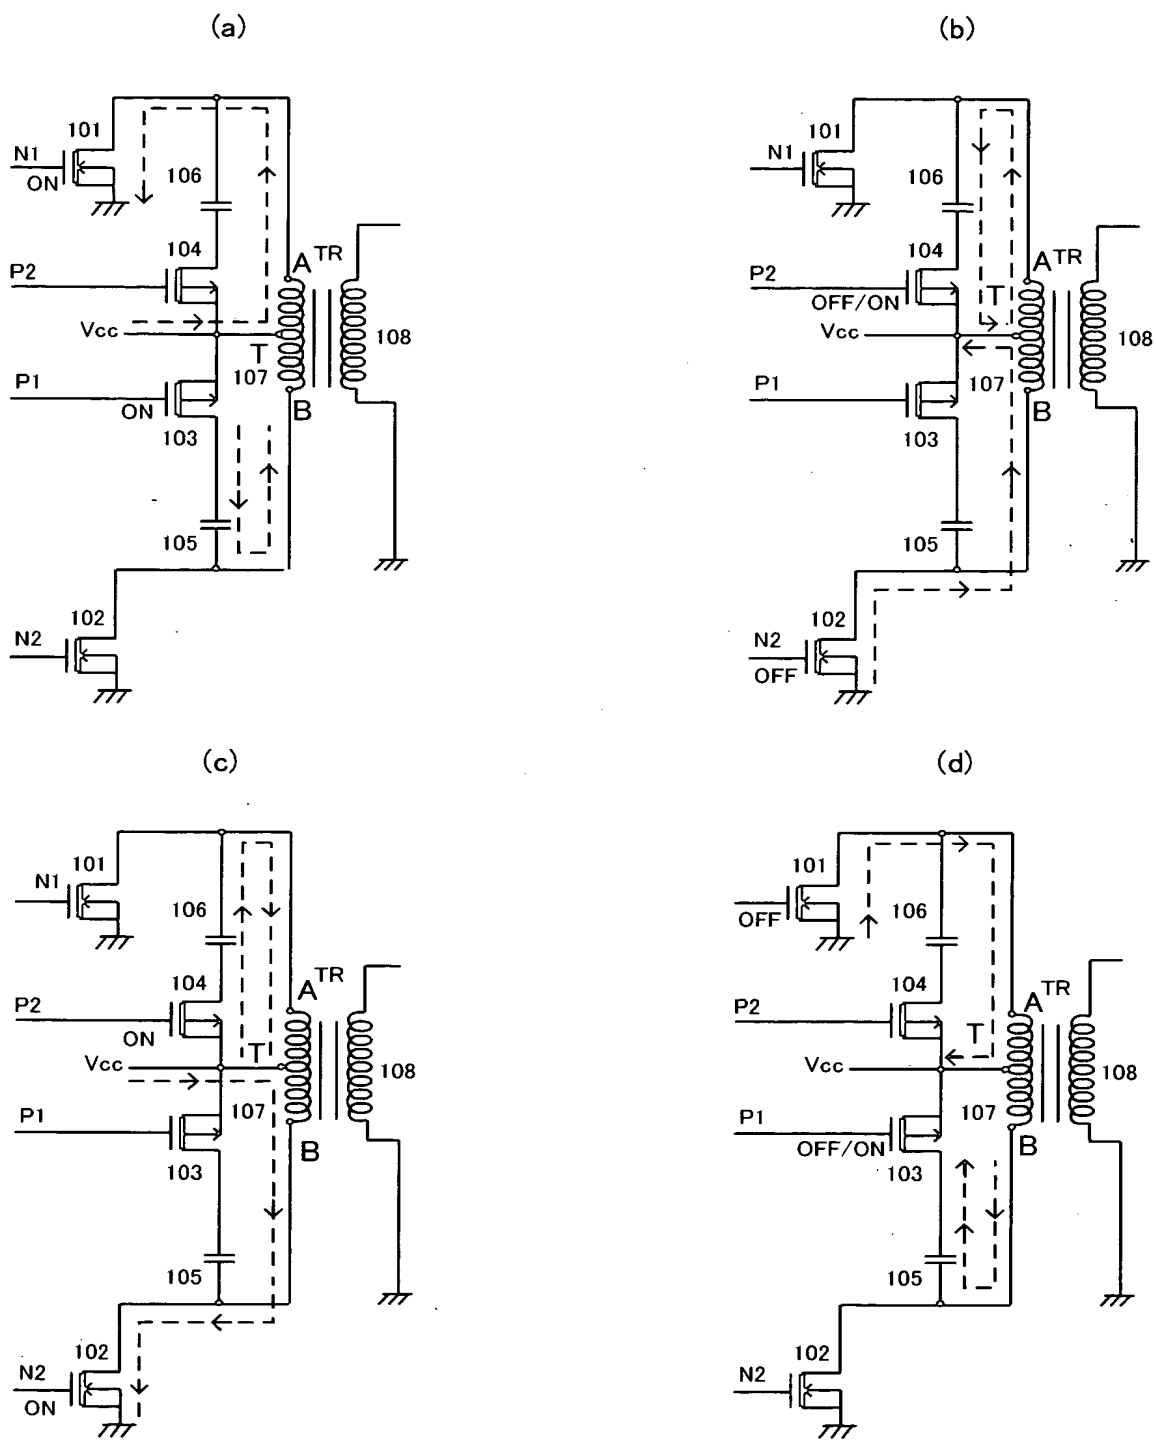 (a)
101
N1
ON
106
104
P2
A TR
Vcc
T
108
P1
107
ON
B
103
105
102
N2
(b)
101
N1
106
104
P2
A TR
OFF/ON
T
Vcc
108
P1
107
B
103
105
102
N2
OFF
(c)
101
N1
106
104
A TR
P2
ON
T
Vcc
108
P1
107
B
103
105
102
N2
ON
(d)
101
OFF
106
104
A TR
P2
T
Vcc
108
P1
107
OFF/ON
B
103
105
102
N2